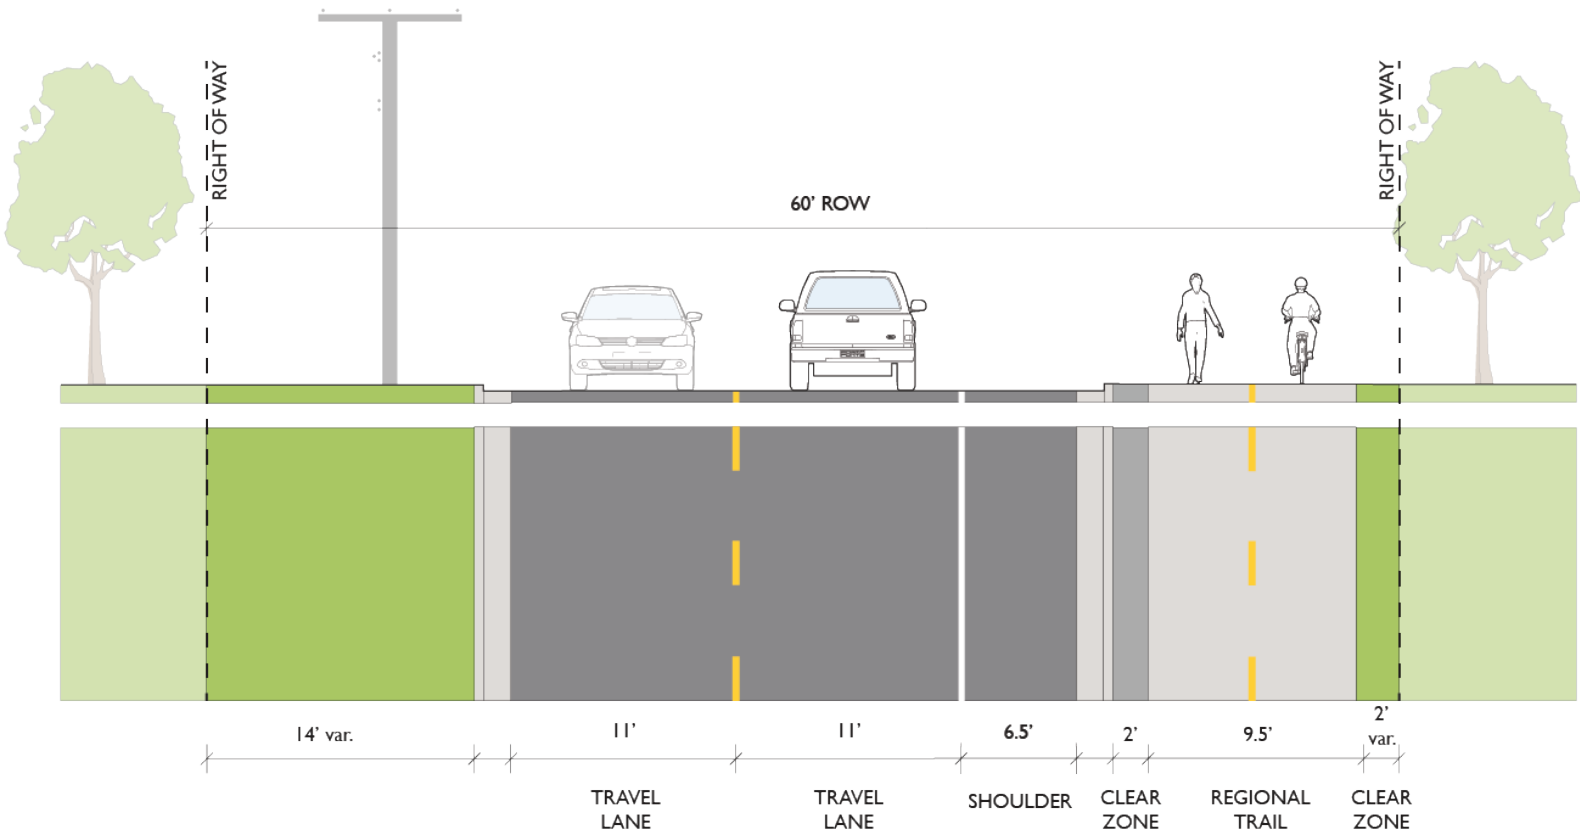 RIGHT OF WAY
RIGHT OF WAY
60' ROW
14' var.
11'
11'
6.5'
2'
9.5'
2'
var.
TRAVEL
LANE
TRAVEL
LANE
SHOULDER
CLEAR
ZONE
REGIONAL
TRAIL
CLEAR
ZONE